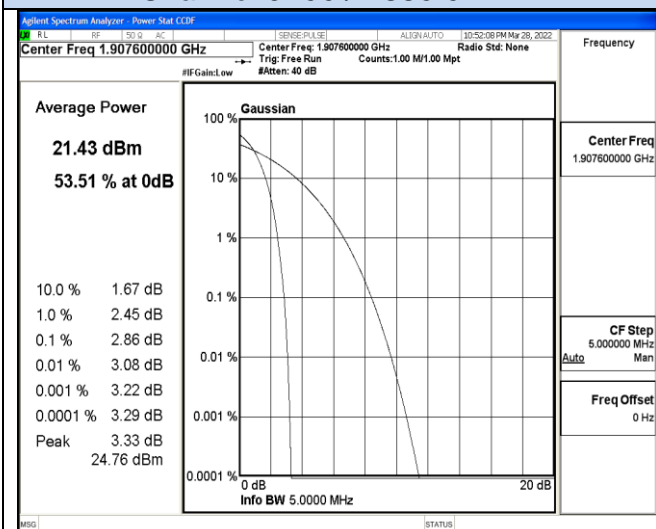 Agilent Spectrum Analyzer - Power Stat CCDF
RL RF 50 Ω AC SENSE:PULSE ALIGN AUTO 10:52:08 PM Mar 28, 2022
Center Freq 1.907600000 GHz
Center Freq: 1.907600000 GHz Radio Std: None
Trig: Free Run Counts:1.00 M/1.00 Mpt
#IFGain:Low #Atten: 40 dB
Frequency
Average Power
21.43 dBm
53.51 % at 0dB
10.0 % 1.67 dB
1.0 % 2.45 dB
0.1 % 2.86 dB
0.01 % 3.08 dB
0.001 % 3.22 dB
0.0001 % 3.29 dB
Peak 3.33 dB
24.76 dBm
Gaussian
100 %
10 %
1 %
0.1 %
0.01 %
0.001 %
0.0001 %
0 dB 20 dB
Info BW 5.0000 MHz
Center Freq
1.907600000 GHz
CF Step
5.000000 MHz
Auto Man
Freq Offset
0 Hz
MSG STATUS